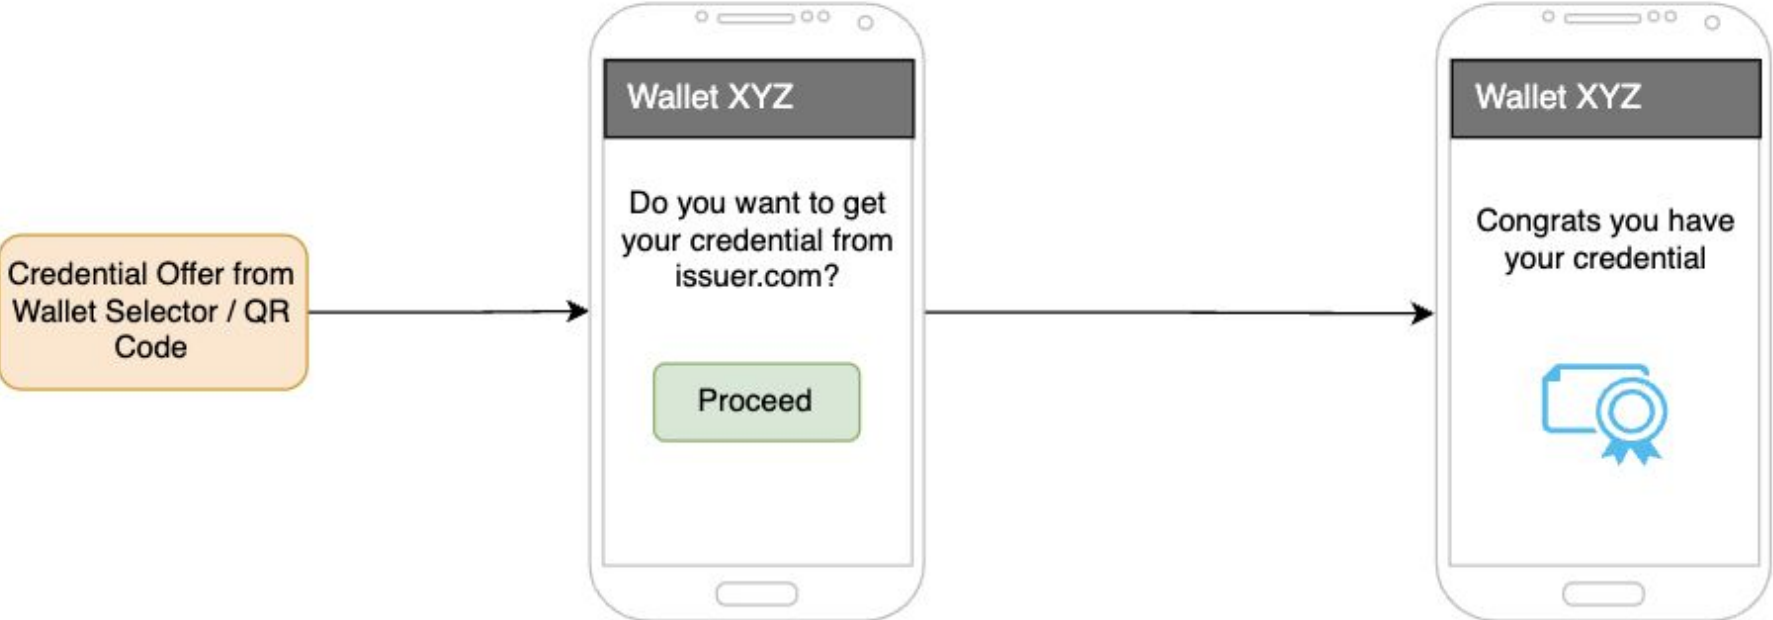 Credential Offer from
Wallet Selector / QR
Code
Wallet XYZ
Do you want to get
your credential from
issuer.com?
Proceed
Wallet XYZ
Congrats you have
your credential